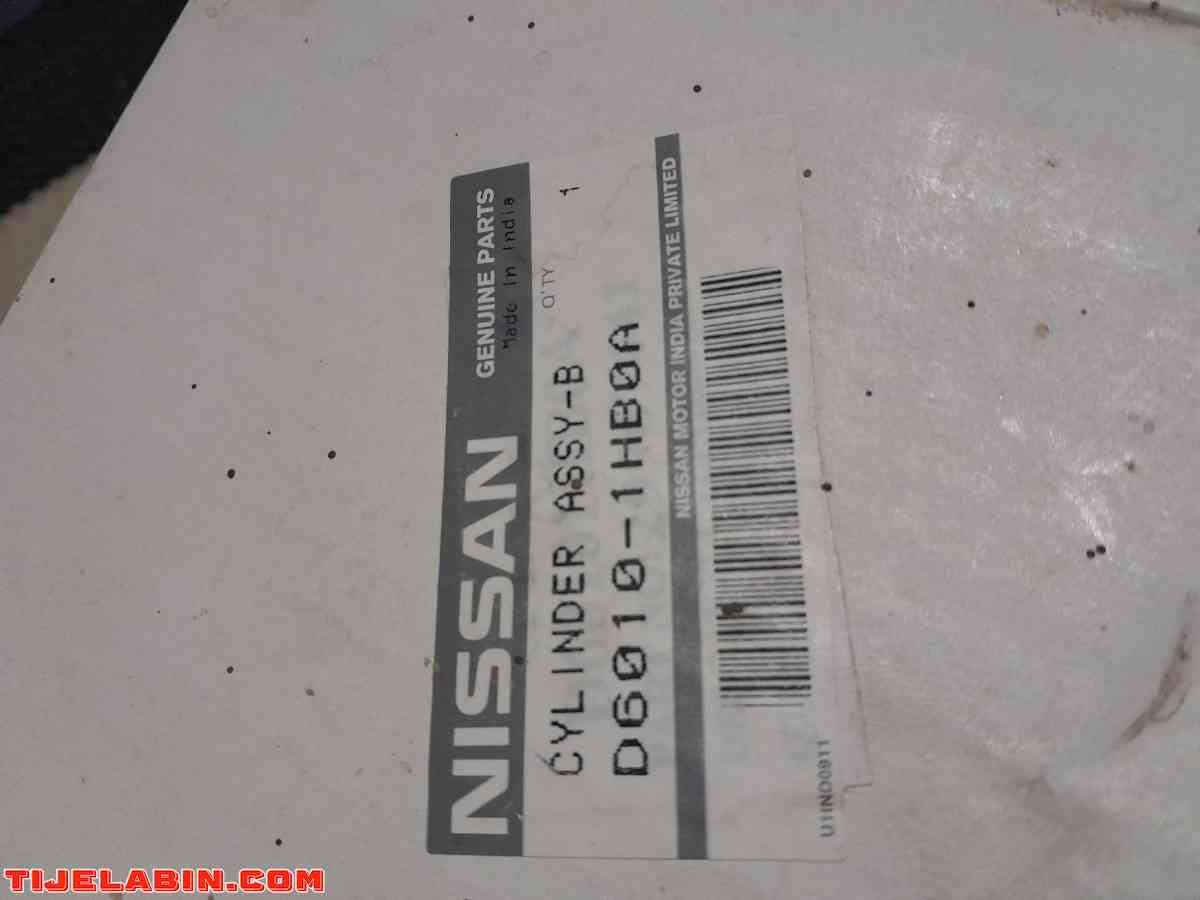 NISSAN GENUINE PARTS
Made In India
Q'TY
CYLINDER ASSY-B 1
D6010-1HB0A
NISSAN MOTOR INDIA PRIVATE LIMITED
U1IND0911
TIJELABIN.COM